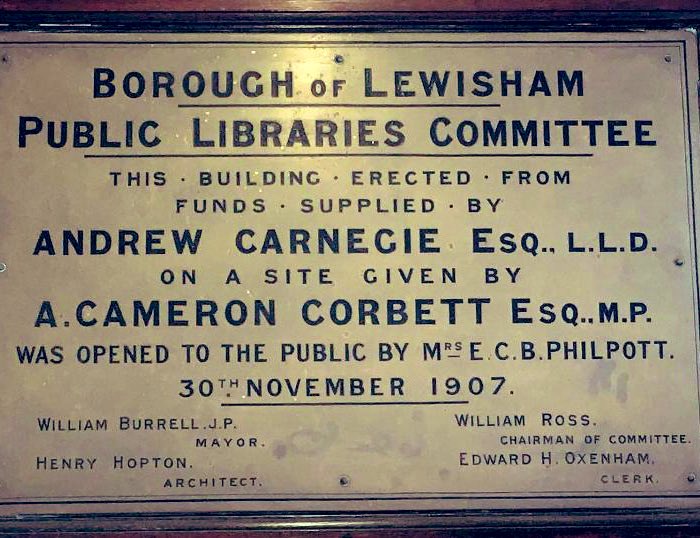 BOROUGH OF LEWISHAM
PUBLIC LIBRARIES COMMITTEE
THIS · BUILDING · ERECTED · FROM
FUNDS · SUPPLIED · BY
ANDREW CARNEGIE ESQ., L.L.D.
ON A SITE GIVEN BY
A. CAMERON CORBETT ESQ., M.P.
WAS OPENED TO THE PUBLIC BY MRS E. C. B. PHILPOTT.
30TH NOVEMBER 1907.
WILLIAM BURRELL. J.P.
MAYOR.
HENRY HOPTON.
ARCHITECT.
WILLIAM ROSS.
CHAIRMAN OF COMMITTEE.
EDWARD H. OXENHAM,
CLERK.